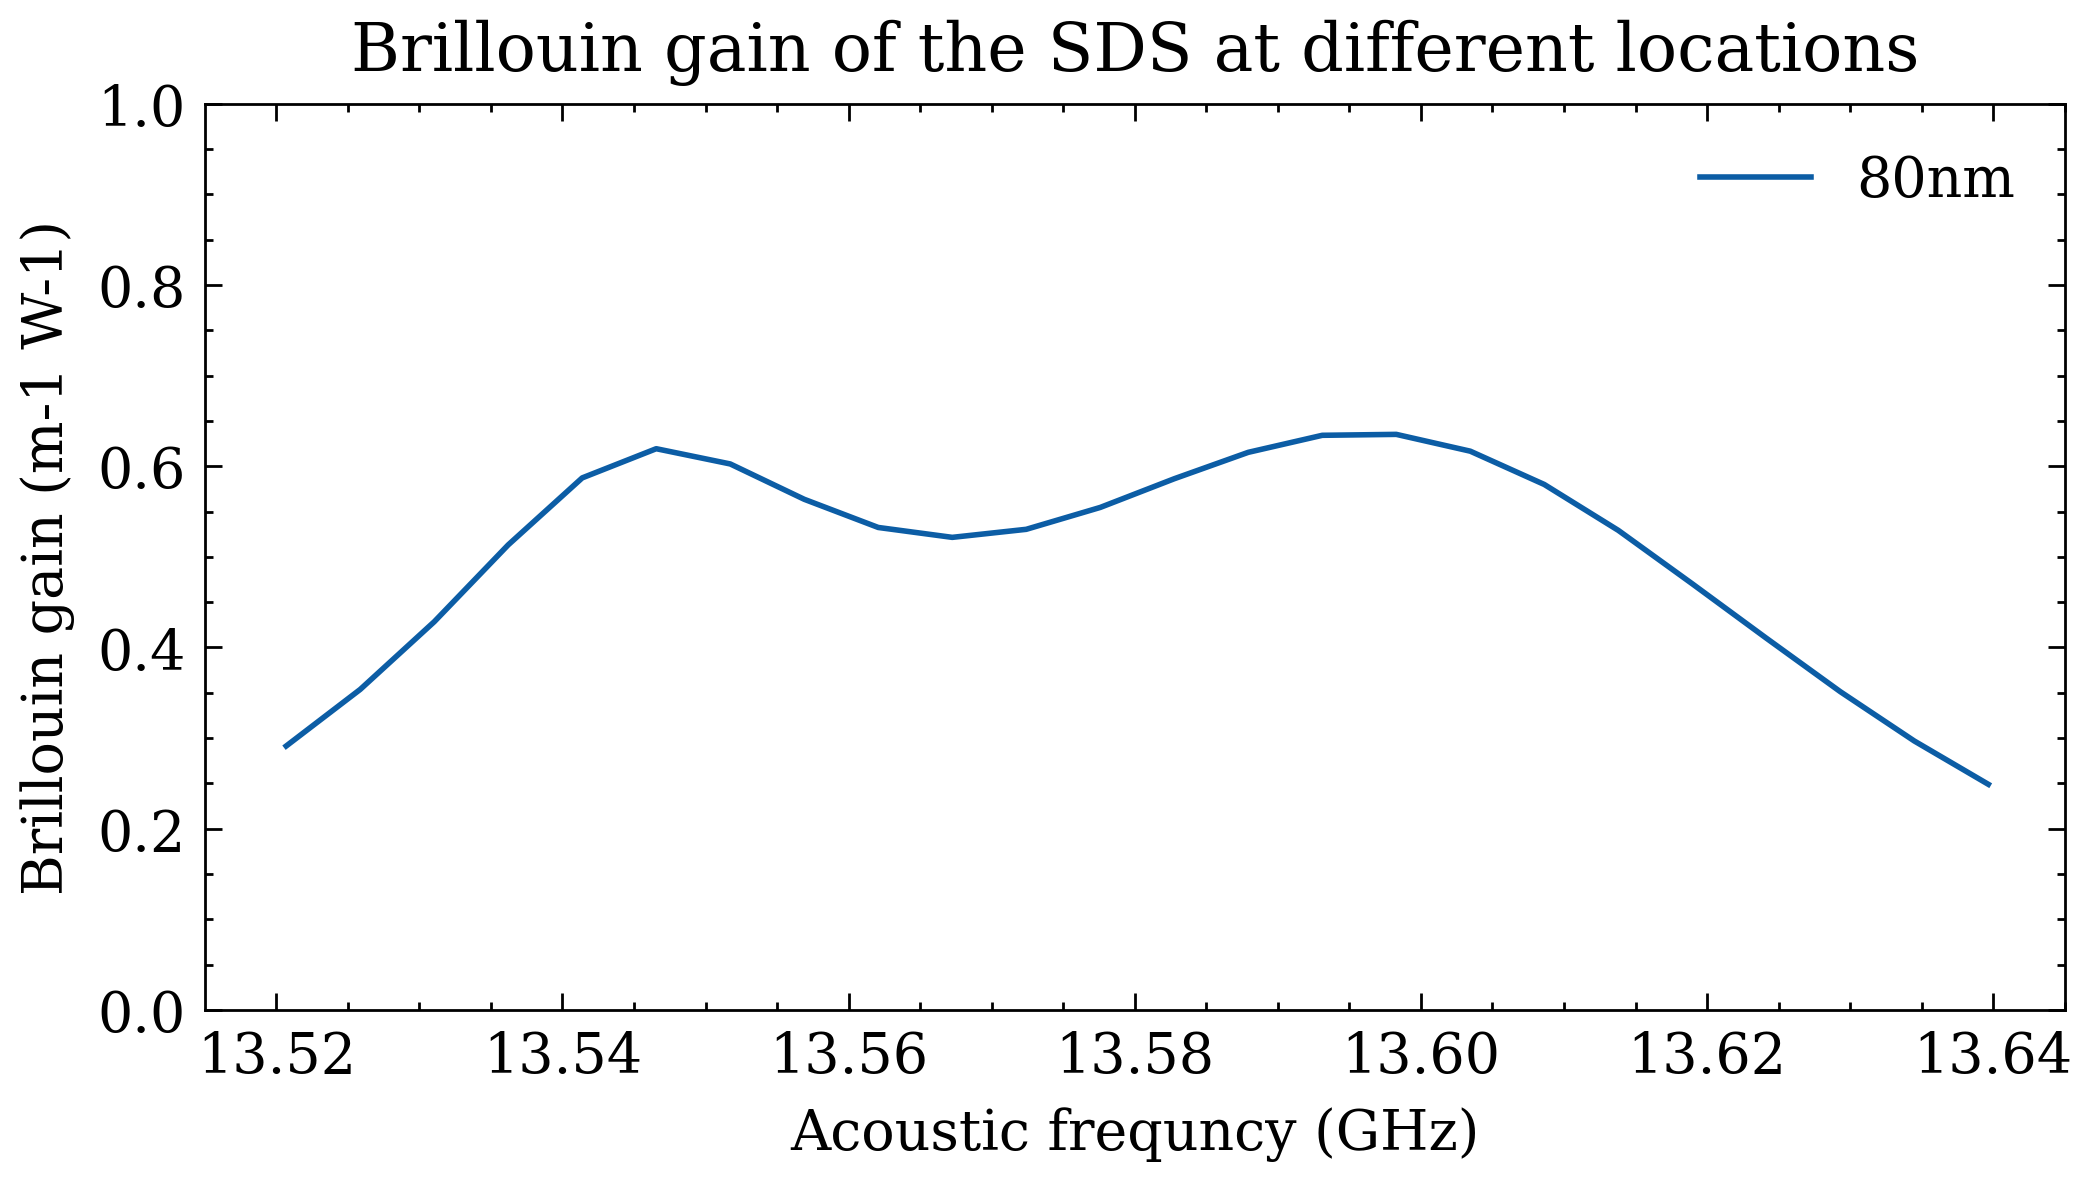 Brillouin gain of the SDS at different locations
1.0
0.8
0.6
0.4
0.2
0.0
Brillouin gain (m-1 W-1)
80nm
13.52 13.54 13.56 13.58 13.60 13.62 13.64
Acoustic frequncy (GHz)